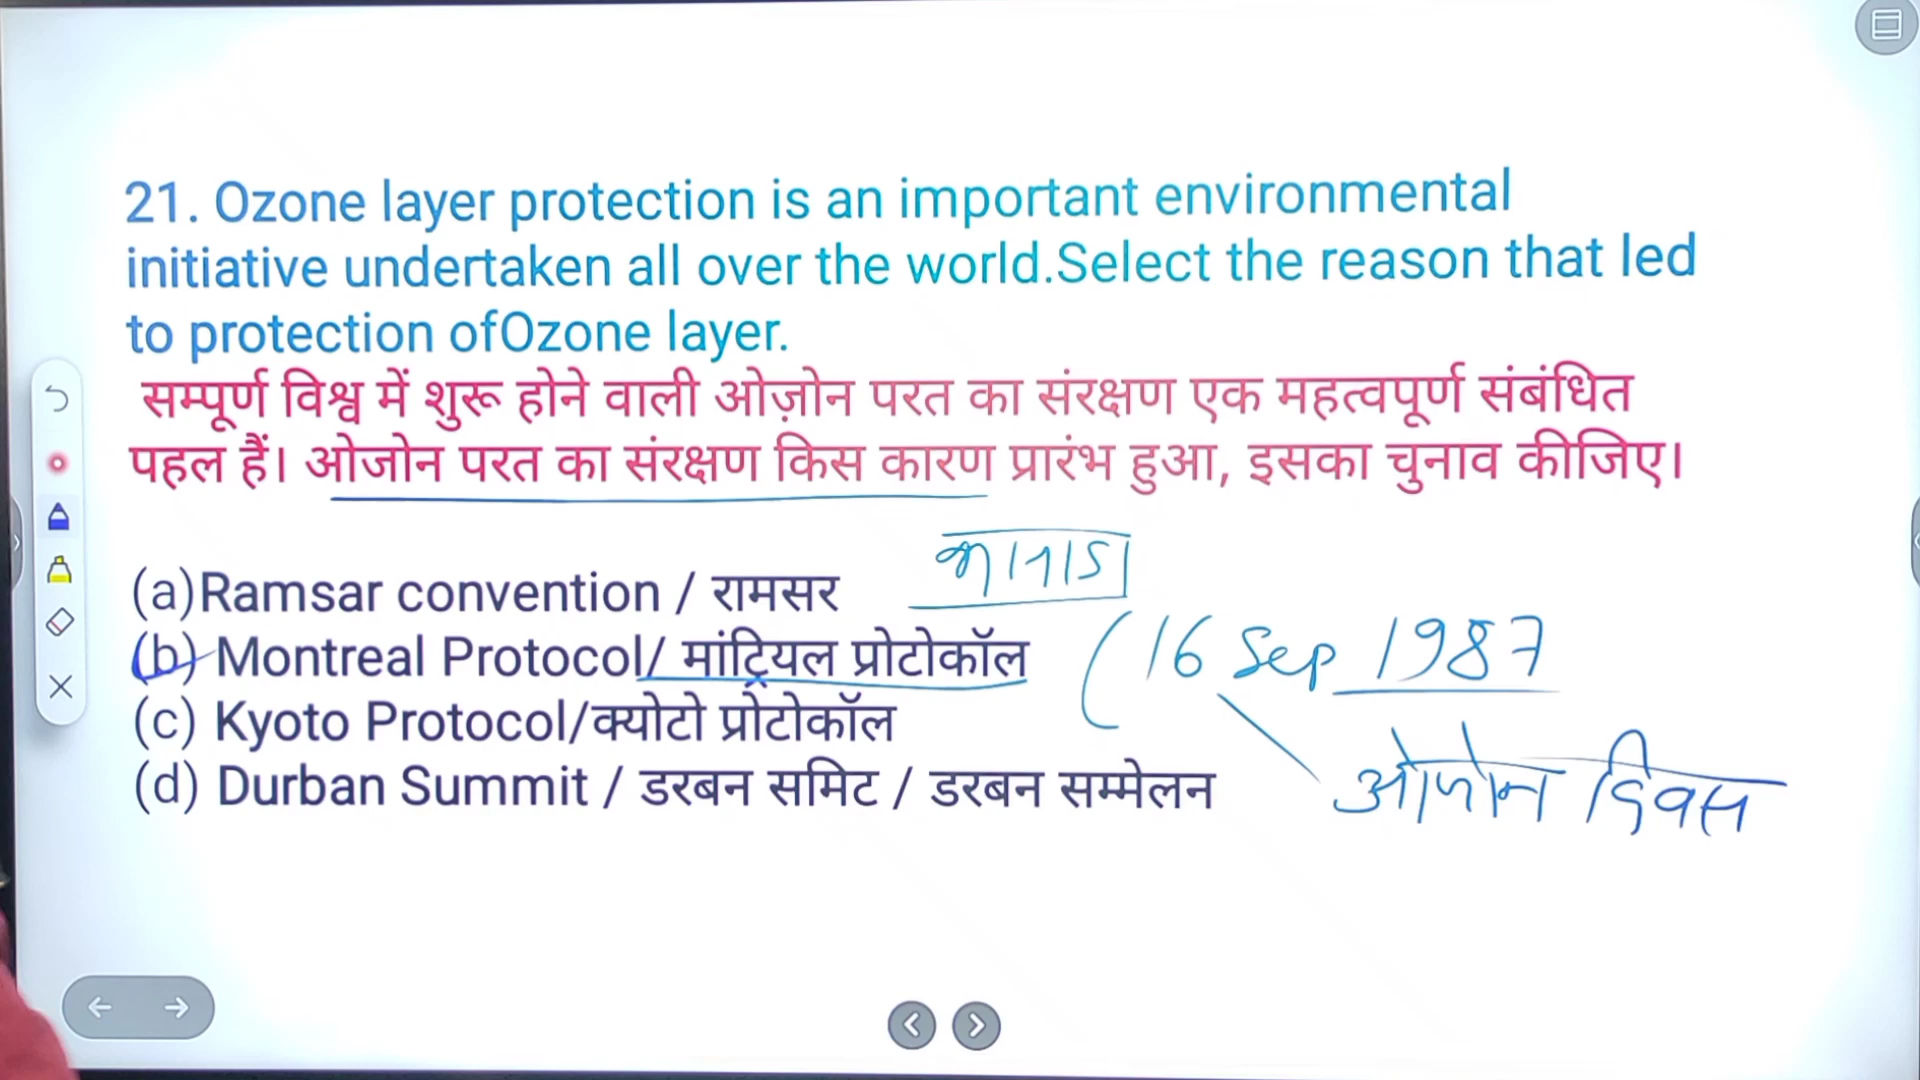 21. Ozone layer protection is an important environmental
initiative undertaken all over the world.Select the reason that led
to protection ofOzone layer.
सम्पूर्ण विश्व में शुरू होने वाली ओज़ोन परत का संरक्षण एक महत्वपूर्ण संबंधित
पहल हैं। ओजोन परत का संरक्षण किस कारण प्रारंभ हुआ, इसका चुनाव कीजिए।
कानाडा
(a)Ramsar convention / रामसर
(b) Montreal Protocol/ मांट्रियल प्रोटोकॉल (16 Sep 1987
(c) Kyoto Protocol/क्योटो प्रोटोकॉल
ओजोन दिवस
(d) Durban Summit / डरबन समिट / डरबन सम्मेलन